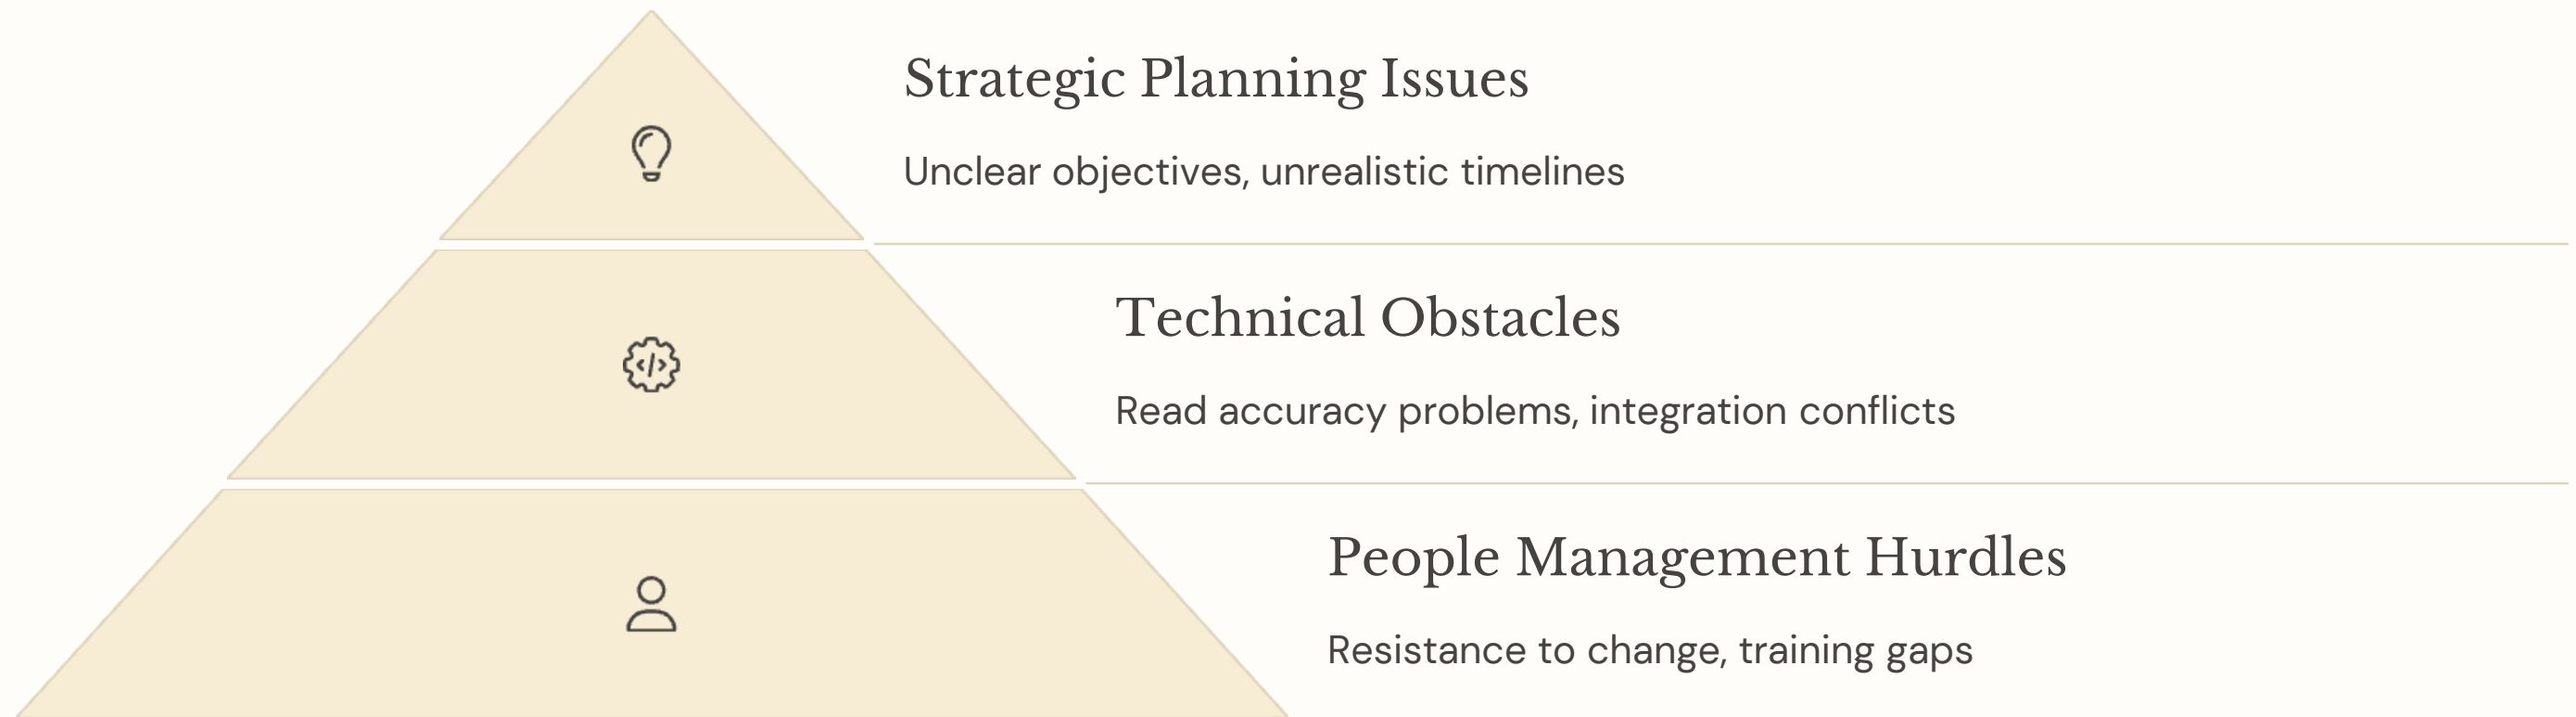 Strategic Planning Issues
Unclear objectives, unrealistic timelines
Technical Obstacles
Read accuracy problems, integration conflicts
People Management Hurdles
Resistance to change, training gaps